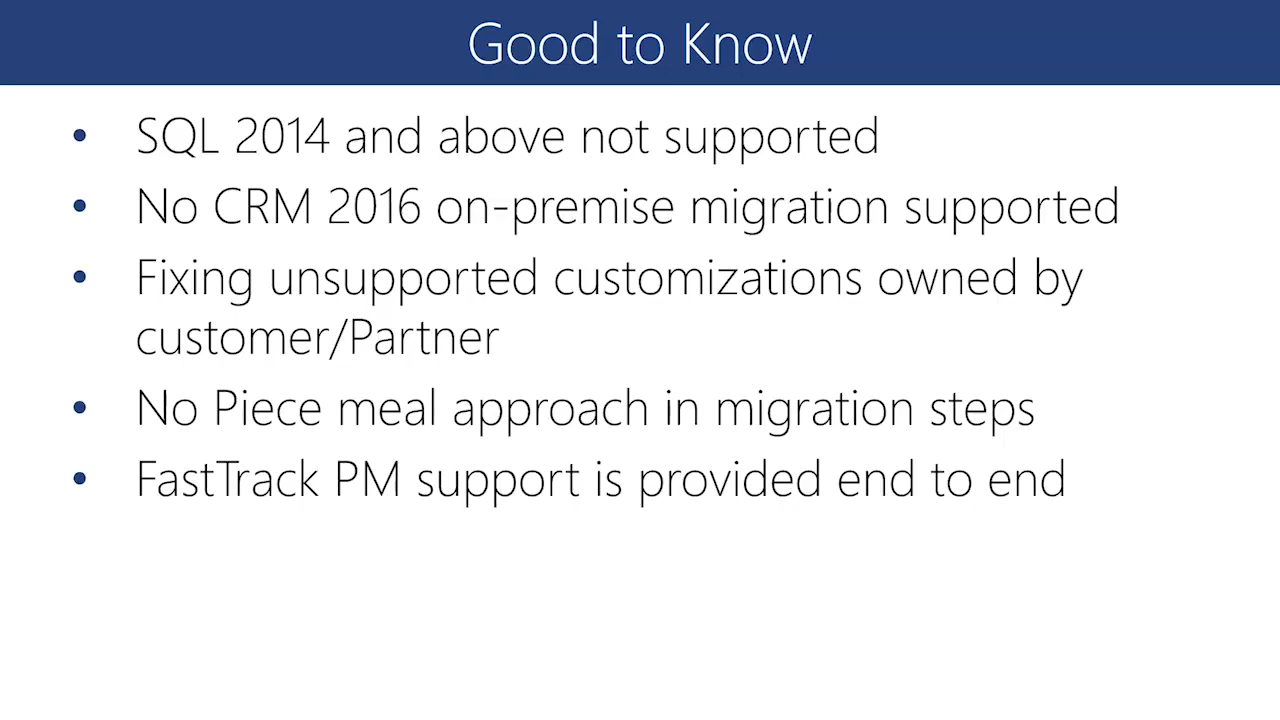 Good to Know
• SQL 2014 and above not supported
• No CRM 2016 on-premise migration supported
• Fixing unsupported customizations owned by
customer/Partner
• No Piece meal approach in migration steps
• FastTrack PM support is provided end to end